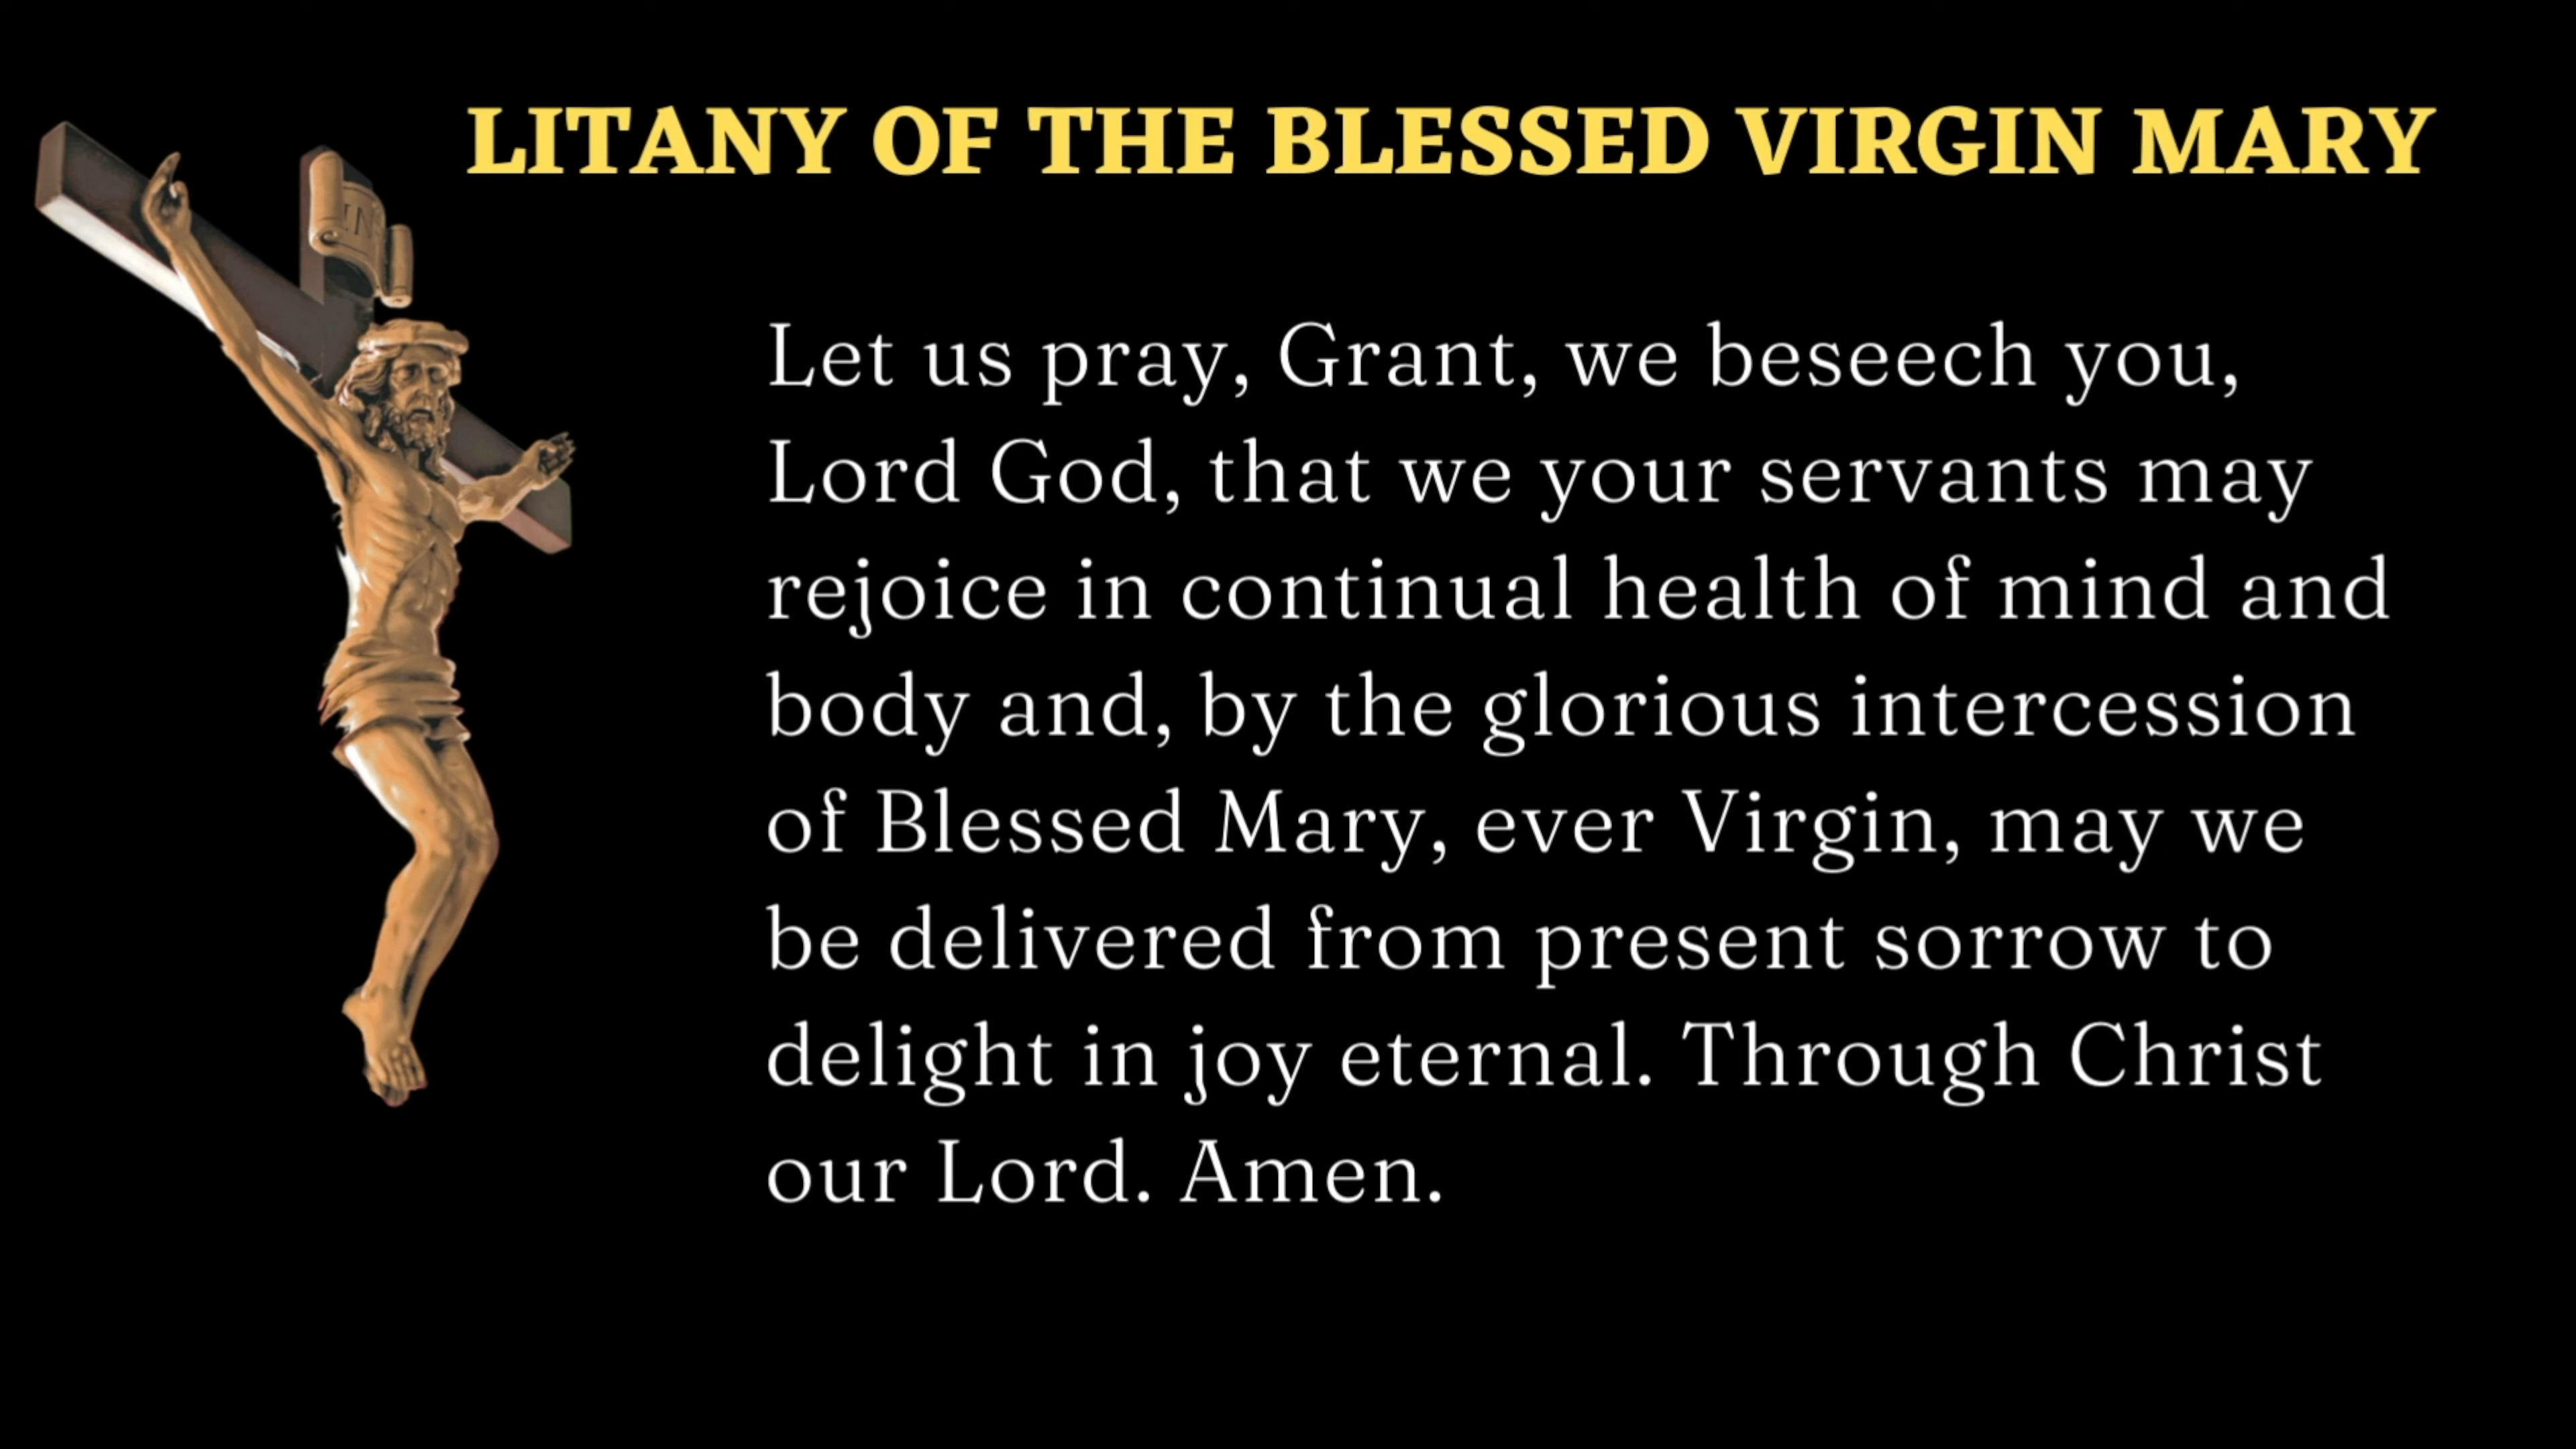 LITANY OF THE BLESSED VIRGIN MARY
Let us pray, Grant, we beseech you,
Lord God, that we your servants may
rejoice in continual health of mind and
body and, by the glorious intercession
of Blessed Mary, ever Virgin, may we
be delivered from present sorrow to
delight in joy eternal. Through Christ
our Lord. Amen.